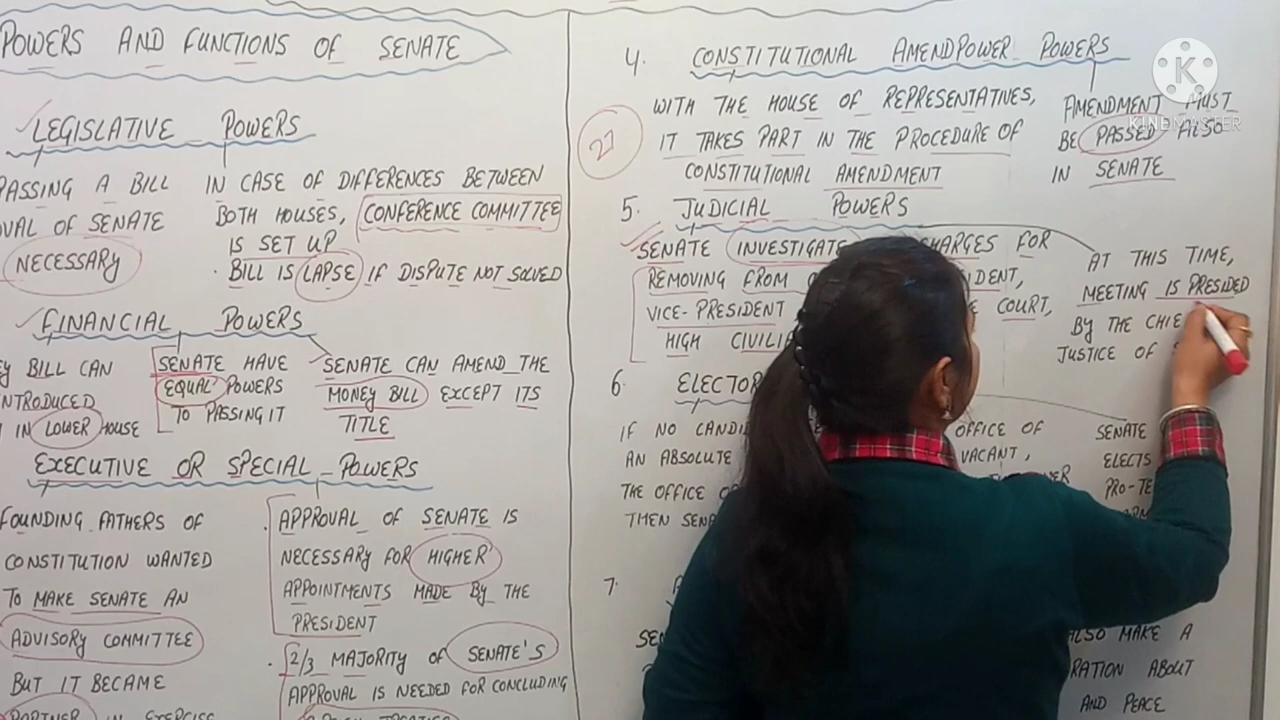 POWERS AND FUNCTIONS OF SENATE
LEGISLATIVE POWERS
PASSING A BILL
OF SENATE
NECESSARY
IN CASE OF DIFFERENCES BETWEEN
BOTH HOUSES, CONFERENCE COMMITTEE
IS SET UP
· BILL IS LAPSE IF DISPUTE NOT SOLVED
FINANCIAL POWERS
BILL CAN
IN LOWER HOUSE
SENATE HAVE
EQUAL POWERS
TO PASSING IT
SENATE CAN AMEND THE
MONEY BILL EXCEPT ITS
TITLE
EXECUTIVE OR SPECIAL POWERS
FOUNDING FATHERS OF
CONSTITUTION WANTED
TO MAKE SENATE AN
ADVISORY COMMITTEE
BUT IT BECAME
PARTNER IN EXERCISE
· APPROVAL OF SENATE IS
NECESSARY FOR HIGHER
APPOINTMENTS MADE BY THE
PRESIDENT
· 2/3 MAJORITY OF SENATE'S
APPROVAL IS NEEDED FOR CONCLUDING
4. CONSTITUTIONAL AMENDPOWER POWERS
27
WITH THE HOUSE OF REPRESENTATIVES,
IT TAKES PART IN THE PROCEDURE OF
CONSTITUTIONAL AMENDMENT
AMENDMENT MUST
BE PASSED ALSO
IN SENATE
KINEMASTER
5. JUDICIAL POWERS
SENATE INVESTIGATE CHARGES FOR
REMOVING FROM
VICE-PRESIDENT COURT,
HIGH
AT THIS TIME,
MEETING IS PRESIDED
BY THE
JUSTICE OF
6.
IF NO OFFICE OF
AN ABSOLUTE VACANT,
THE OFFICE
THEN
SENATE
ELECTS
7.
ALSO MAKE A
ABOUT
AND PEACE